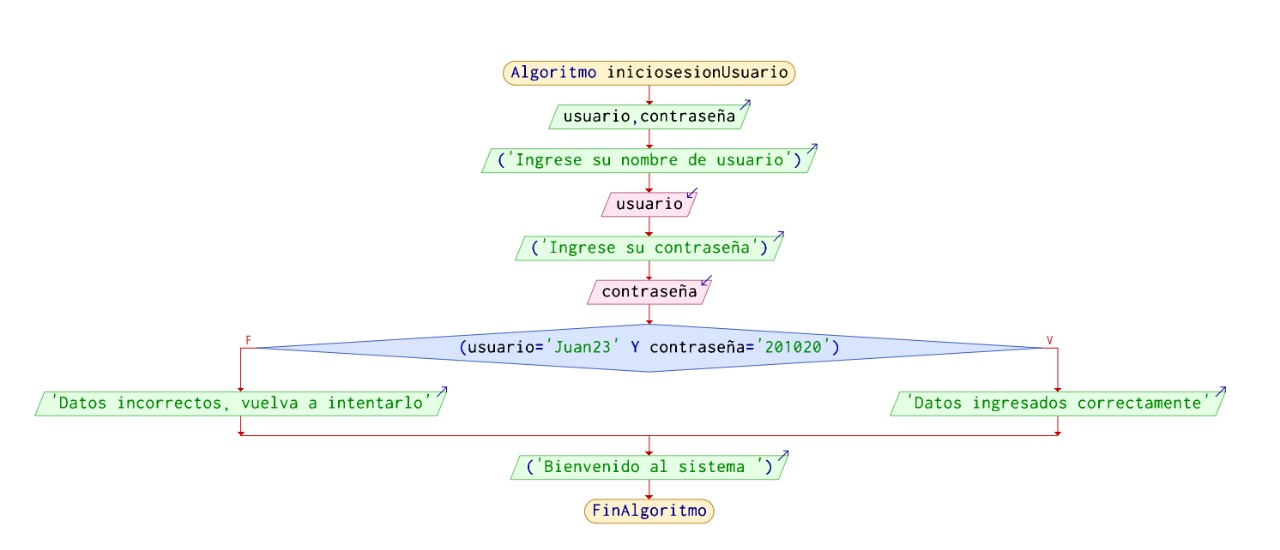 Algoritmo iniciosesionUsuario
usuario,contraseña
('Ingrese su nombre de usuario')
usuario
('Ingrese su contraseña')
contraseña
F
(usuario='Juan23' Y contraseña='201020')
V
'Datos incorrectos, vuelva a intentarlo'
'Datos ingresados correctamente'
('Bienvenido al sistema ')
FinAlgoritmo